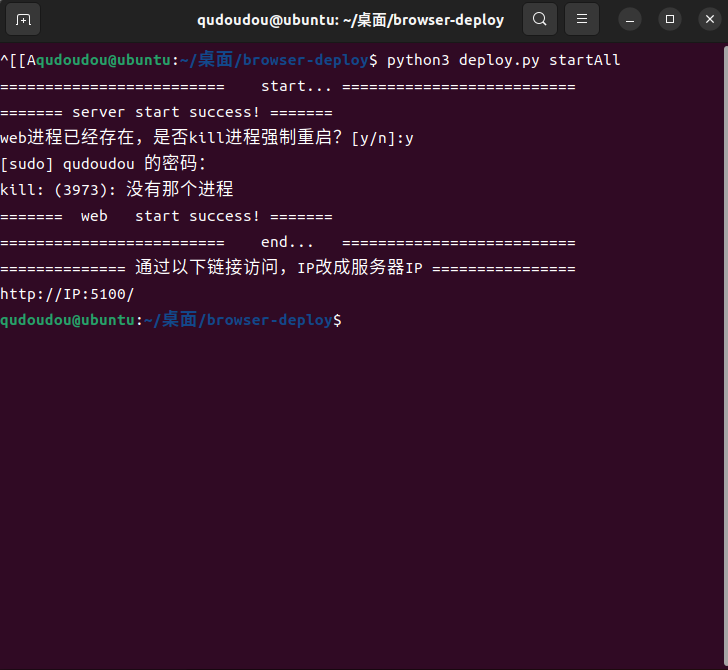 qudoudou@ubuntu: ~/桌面/browser-deploy
^[[Aqudoudou@ubuntu:~/桌面/browser-deploy$ python3 deploy.py startAll
=========================    start... ==========================
======= server start success! =======
web进程已经存在，是否kill进程强制重启？[y/n]:y
[sudo] qudoudou 的密码：
kill: (3973): 没有那个进程
=======  web   start success! =======
=========================    end...   ==========================
============== 通过以下链接访问，IP改成服务器IP ================
http://IP:5100/
qudoudou@ubuntu:~/桌面/browser-deploy$